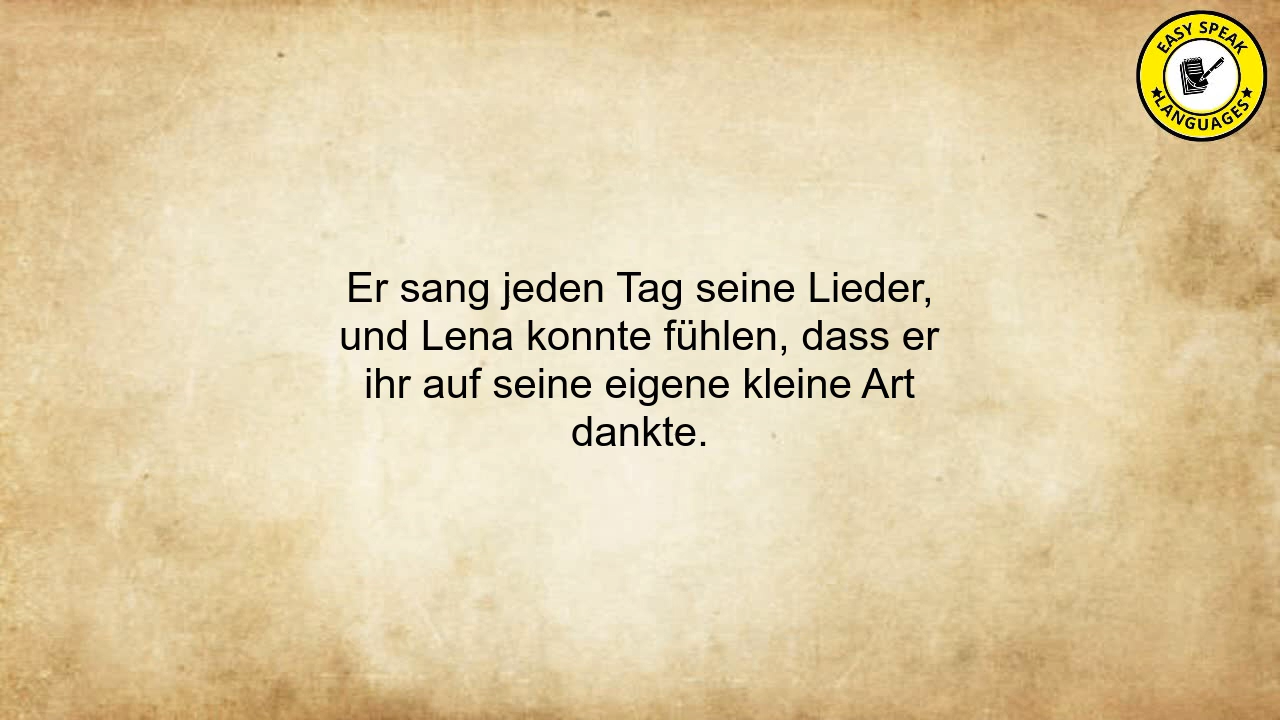 EASY SPEAK
LANGUAGES
Er sang jeden Tag seine Lieder,
und Lena konnte fühlen, dass er
ihr auf seine eigene kleine Art
dankte.